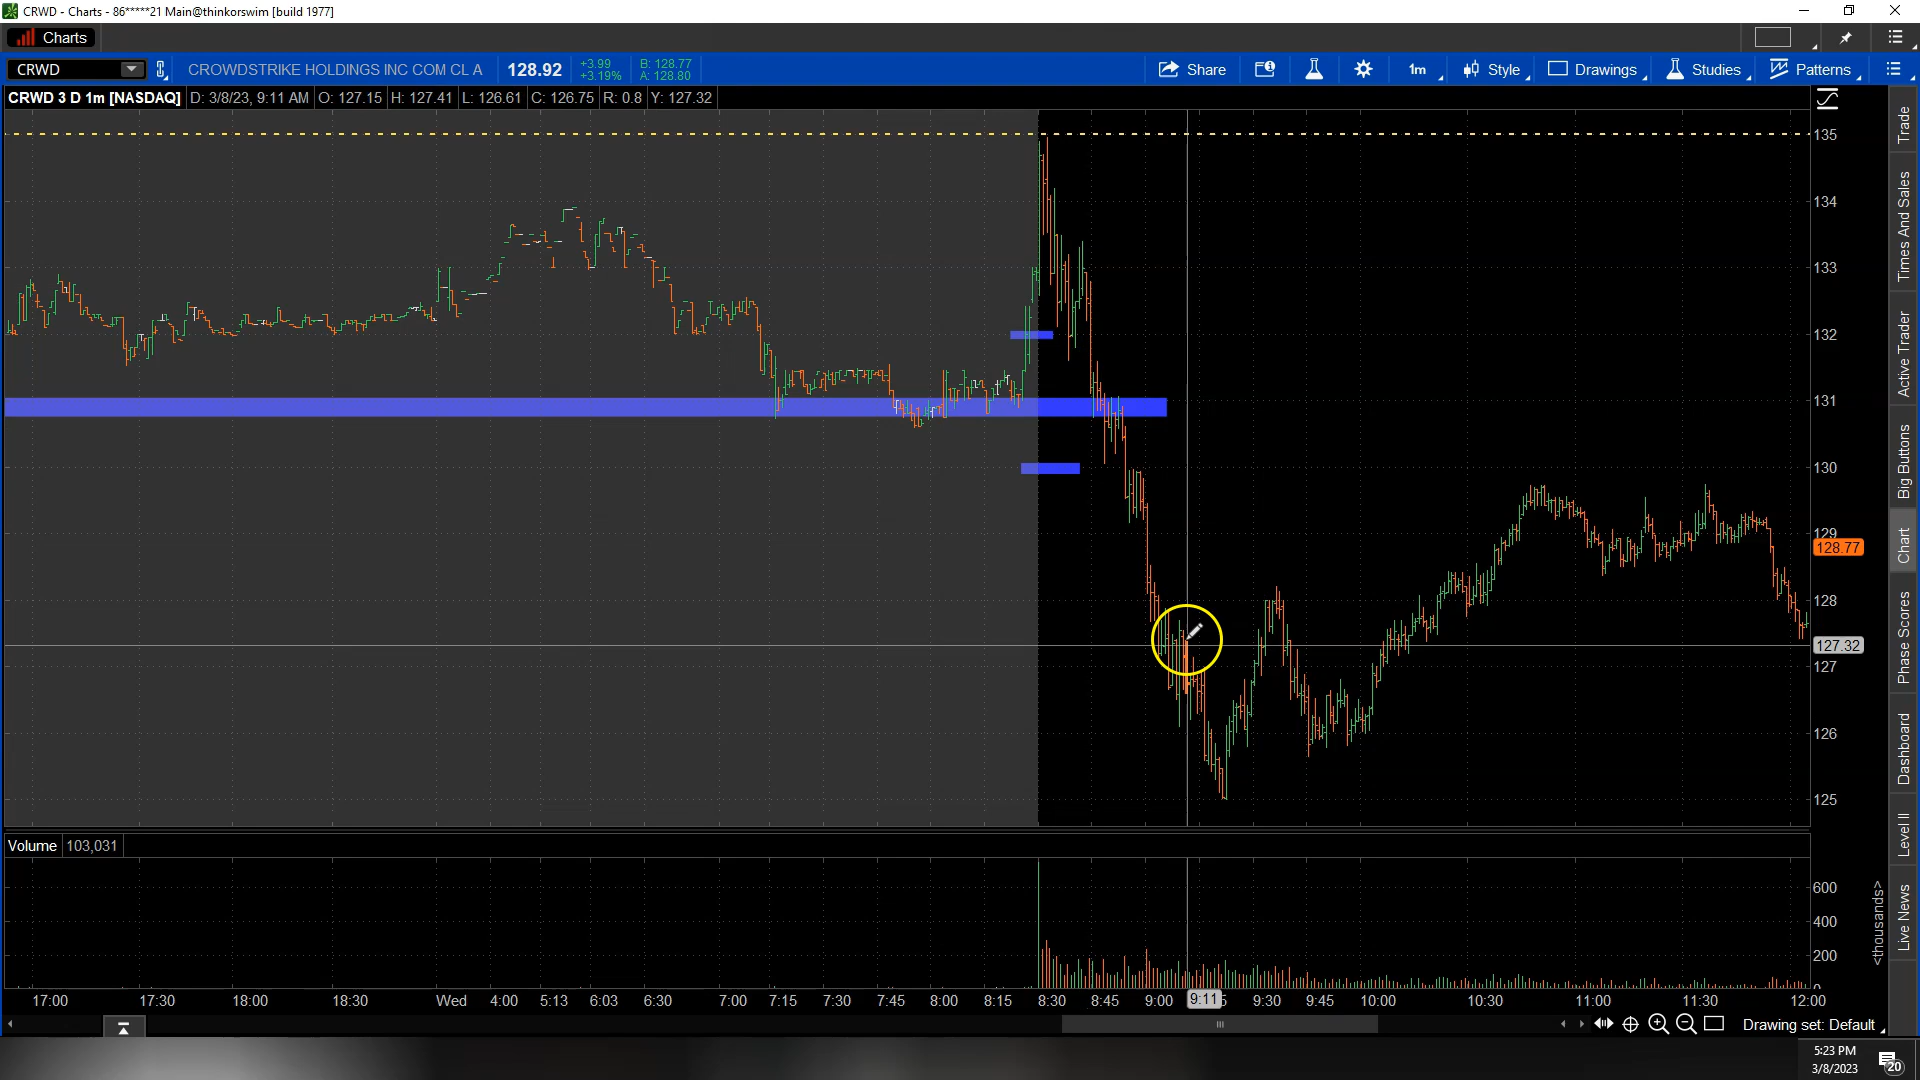 CRWD - Charts - 86*****21 Main@thinkorswim [build 1977]
Charts
CRWD CROWDSTRIKE HOLDINGS INC COM CL A 128.92 +3.99 +3.19% B: 128.77 A: 128.80 Share 1m Style Drawings Studies Patterns
CRWD 3 D 1m [NASDAQ] D: 3/8/23, 9:11 AM O: 127.15 H: 127.41 L: 126.61 C: 126.75 R: 0.8 Y: 127.32
135
134
133
132
131
130
129
128.77
128
127.32
127
126
125
Volume 103,031
600
400
200
0
<thousands>
17:00 17:30 18:00 18:30 Wed 4:00 5:13 6:03 6:30 7:00 7:15 7:30 7:45 8:00 8:15 8:30 8:45 9:00 9:11 9:30 9:45 10:00 10:30 11:00 11:30 12:00
Drawing set: Default
Trade
Times And Sales
Active Trader
Big Buttons
Chart
Phase Scores
Dashboard
Level II
Live News
5:23 PM
3/8/2023
20